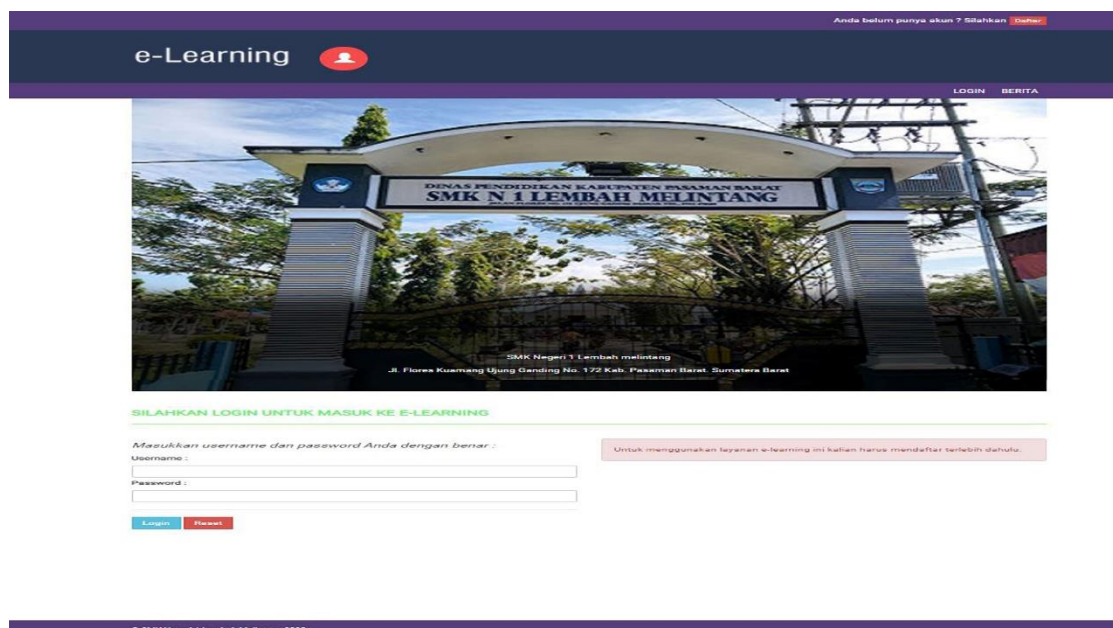 Anda belum punya akun ? Silahkan Daftar
e-Learning
LOGIN BERITA
DINAS PENDIDIKAN KABUPATEN PASAMAN BARAT
SMK N 1 LEMBAH MELINTANG
SMK Negeri 1 Lembah melintang
Jl. Flores Kuamang Ujung Ganding No. 172 Kab. Pasaman Barat. Sumatera Barat
SILAHKAN LOGIN UNTUK MASUK KE E-LEARNING
Masukkan username dan password Anda dengan benar :
Untuk menggunakan layanan e-learning ini kalian harus mendaftar terlebih dahulu.
Username :
Password :
Login Reset